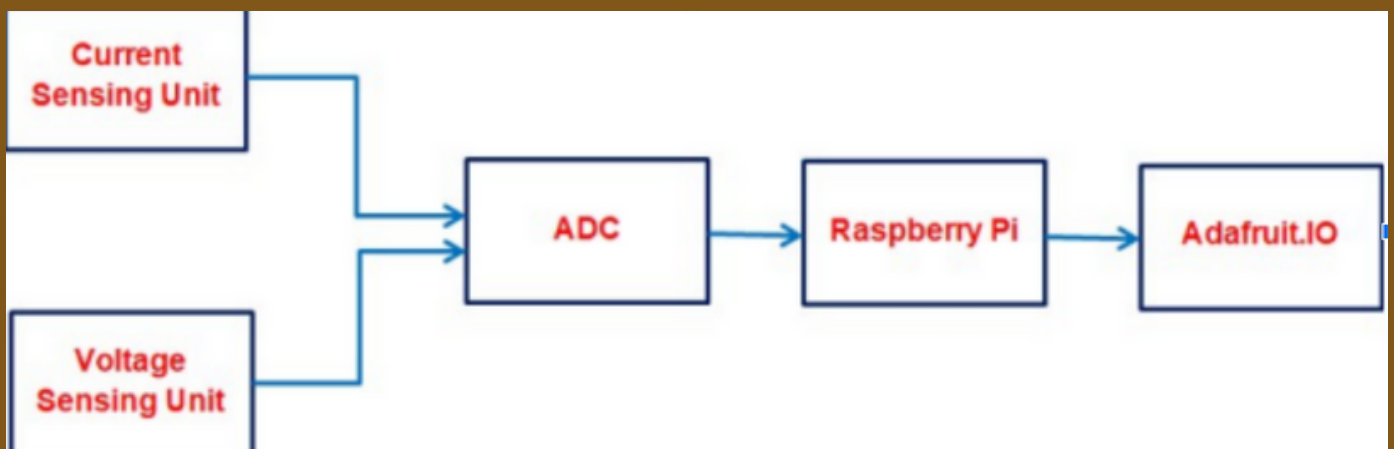 Current
Sensing Unit
ADC
Raspberry Pi
Adafruit.IO
Voltage
Sensing Unit